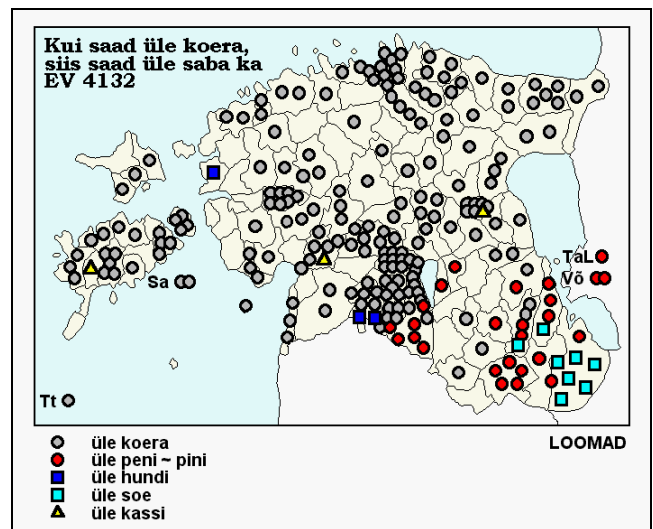 Kui saad üle koera,
siis saad üle saba ka
EV 4132
TaL
Võ
Sa
Tt
LOOMAD
üle koera
üle peni ~ pini
üle hundi
üle soe
üle kassi